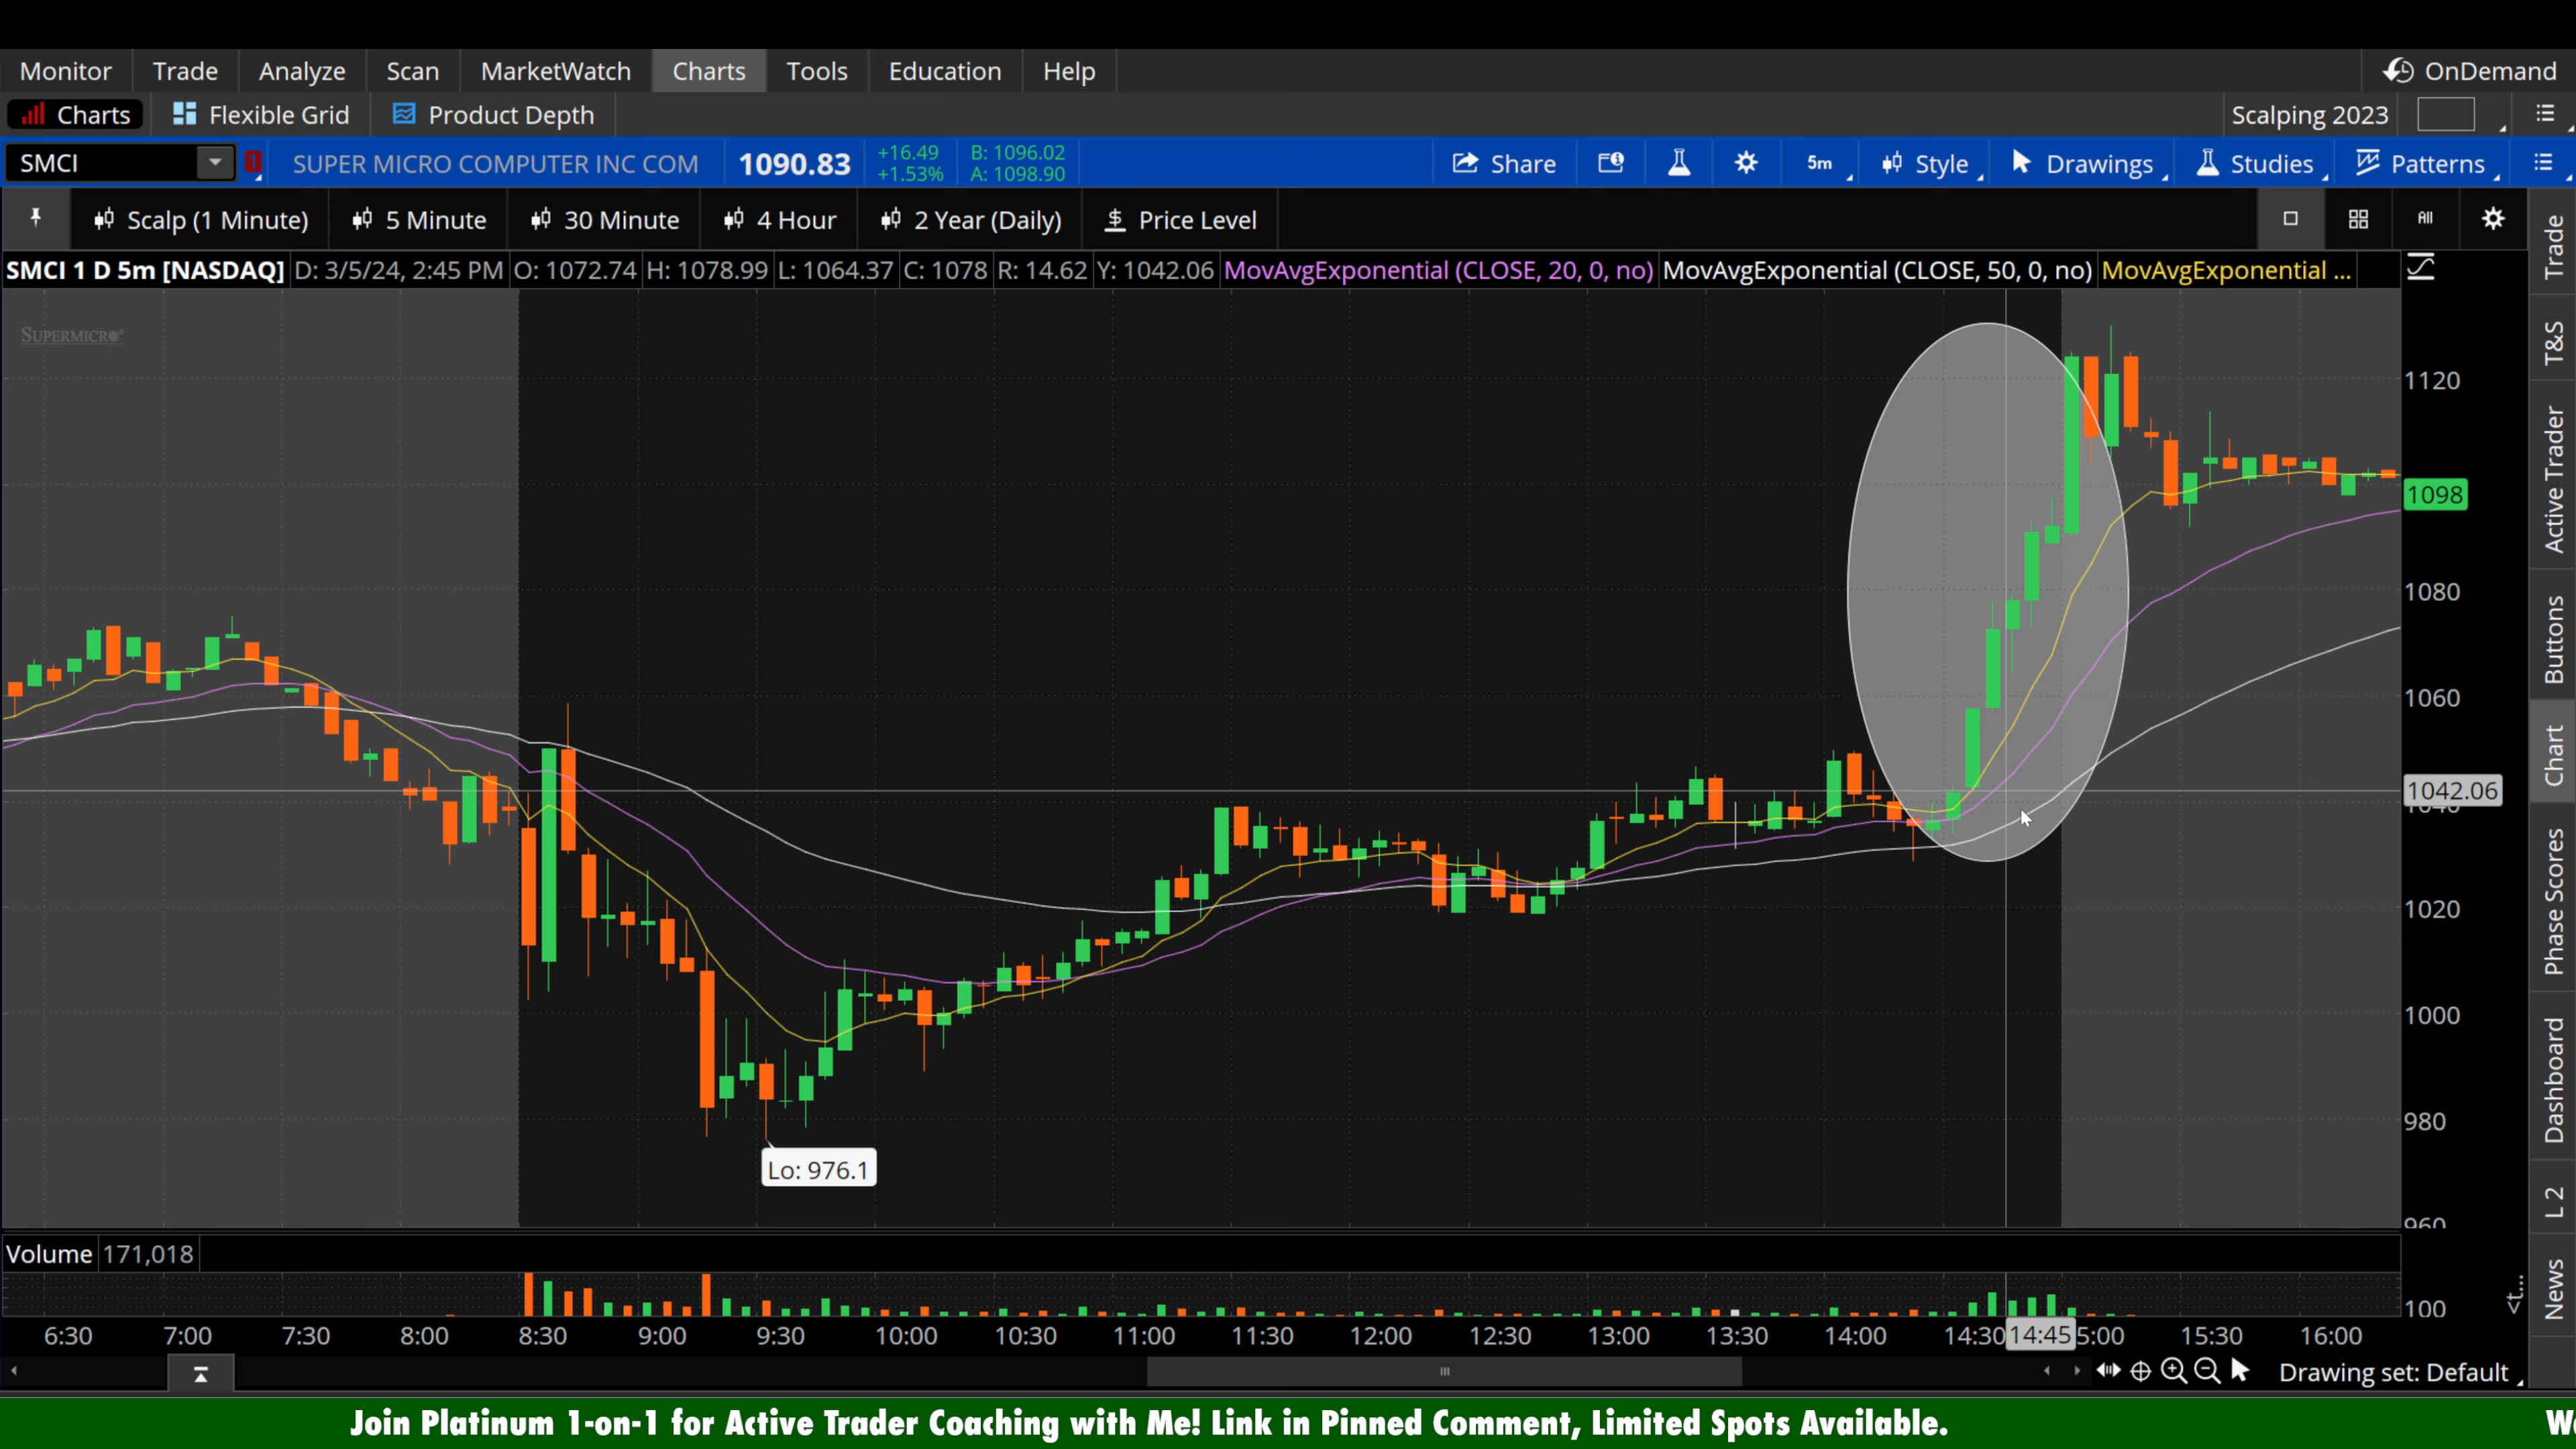 Monitor Trade Analyze Scan MarketWatch Charts Tools Education Help OnDemand
Charts Flexible Grid Product Depth Scalping 2023
SMCI 1 SUPER MICRO COMPUTER INC COM 1090.83 +16.49 B: 1096.02 Share 5m Style Drawings Studies Patterns
+1.53% A: 1098.90
Scalp (1 Minute) 5 Minute 30 Minute 4 Hour 2 Year (Daily) $ Price Level All
SMCI 1 D 5m [NASDAQ] D: 3/5/24, 2:45 PM O: 1072.74 H: 1078.99 L: 1064.37 C: 1078 R: 14.62 Y: 1042.06 MovAvgExponential (CLOSE, 20, 0, no) MovAvgExponential (CLOSE, 50, 0, no) MovAvgExponential ...
SUPERMICRO
1120
1098
1080
1060
1042.06
1020
1000
980
960
Lo: 976.1
Volume 171,018
100
<t...
6:30 7:00 7:30 8:00 8:30 9:00 9:30 10:00 10:30 11:00 11:30 12:00 12:30 13:00 13:30 14:00 14:30 14:45 5:00 15:30 16:00
Drawing set: Default
Trade
T&S
Active Trader
Buttons
Chart
Phase Scores
Dashboard
L 2
News
Join Platinum 1-on-1 for Active Trader Coaching with Me! Link in Pinned Comment, Limited Spots Available.